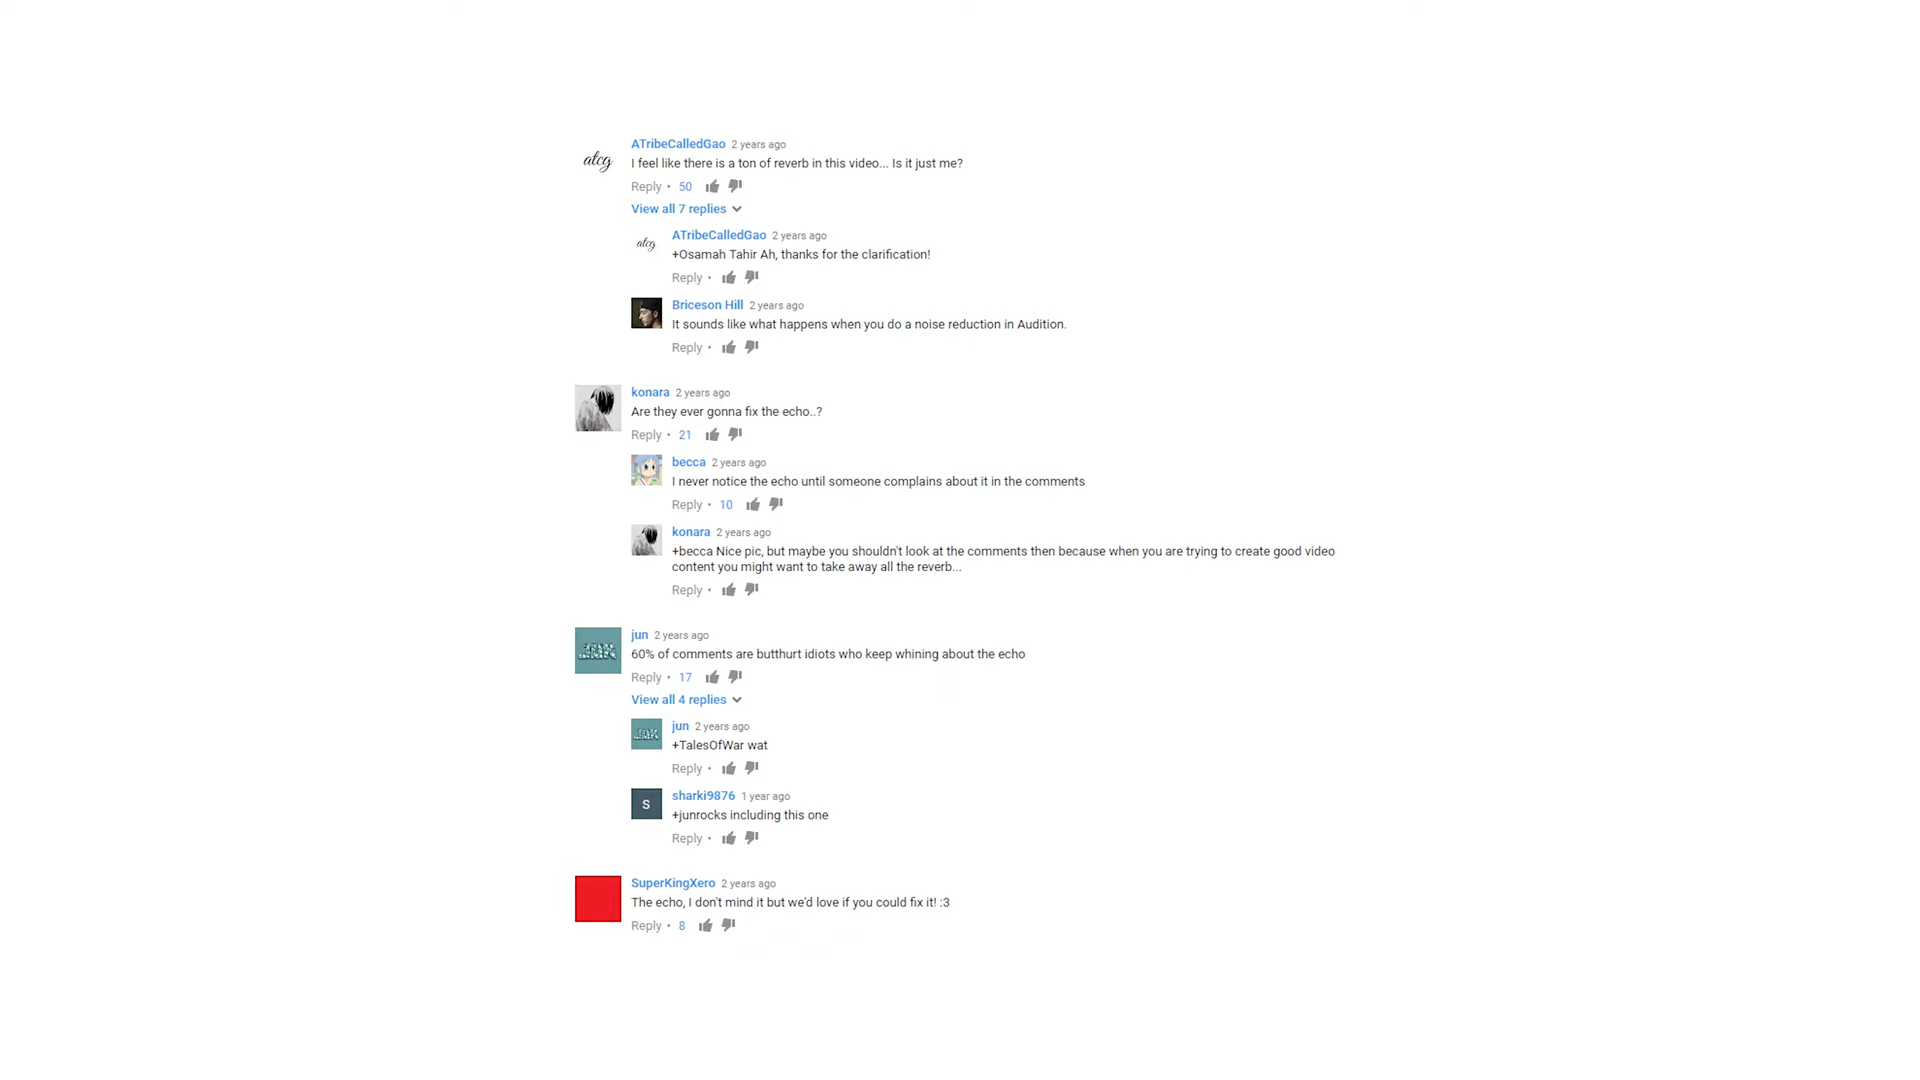 atcg
ATribeCalledGao 2 years ago
I feel like there is a ton of reverb in this video... Is it just me?
Reply • 50
View all 7 replies
atcg
ATribeCalledGao 2 years ago
+Osamah Tahir Ah, thanks for the clarification!
Reply •
Briceson Hill 2 years ago
It sounds like what happens when you do a noise reduction in Audition.
Reply •
konara 2 years ago
Are they ever gonna fix the echo..?
Reply • 21
becca 2 years ago
I never notice the echo until someone complains about it in the comments
Reply • 10
konara 2 years ago
+becca Nice pic, but maybe you shouldn't look at the comments then because when you are trying to create good video
content you might want to take away all the reverb...
Reply •
jun 2 years ago
60% of comments are butthurt idiots who keep whining about the echo
Reply • 17
View all 4 replies
jun 2 years ago
+TalesOfWar wat
Reply •
S
sharki9876 1 year ago
+junrocks including this one
Reply •
SuperKingXero 2 years ago
The echo, I don't mind it but we'd love if you could fix it! :3
Reply • 8